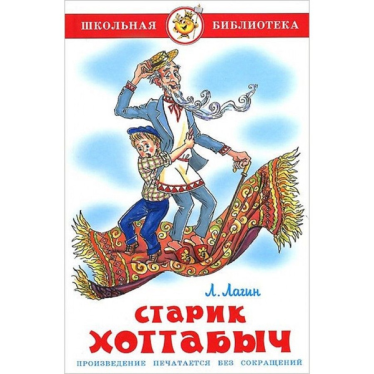 ШКОЛЬНАЯ БИБЛИОТЕКА
Л. Лагин
СТАРИК
ХОТТАБЫЧ
ПРОИЗВЕДЕНИЕ ПЕЧАТАЕТСЯ БЕЗ СОКРАЩЕНИЙ